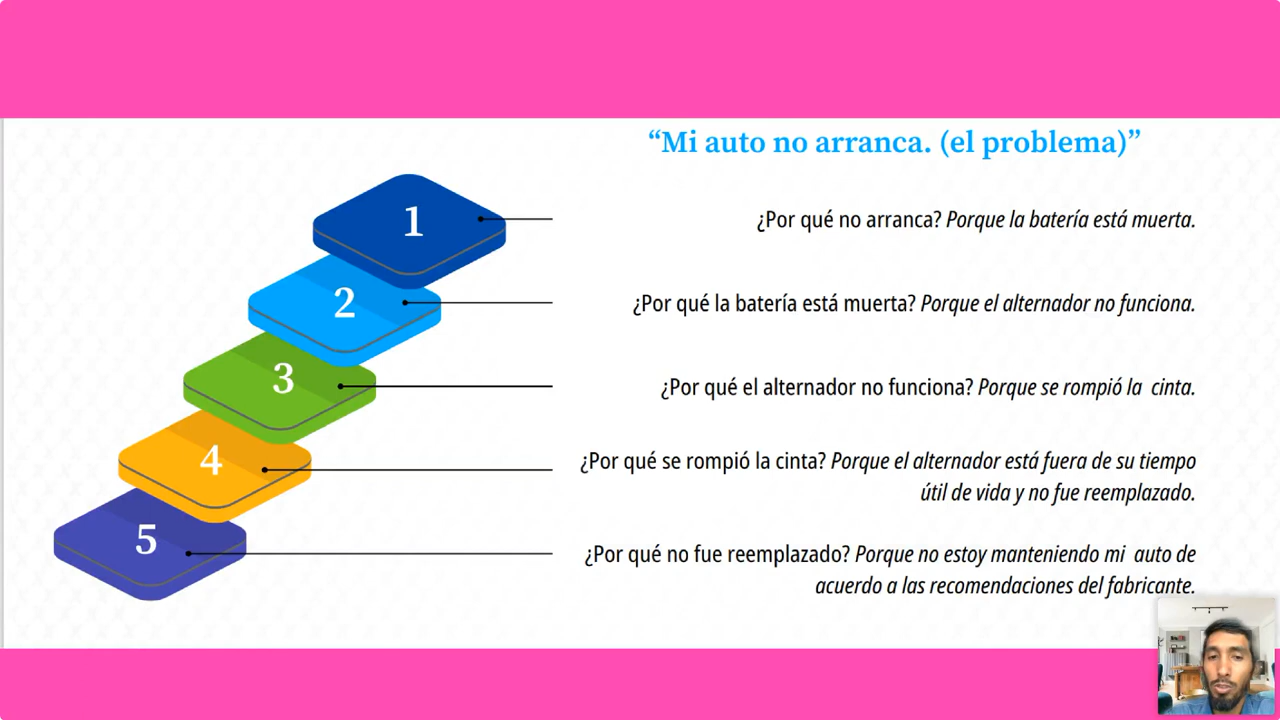 “Mi auto no arranca. (el problema)”
1
¿Por qué no arranca? Porque la batería está muerta.
2
¿Por qué la batería está muerta? Porque el alternador no funciona.
3
¿Por qué el alternador no funciona? Porque se rompió la cinta.
4
¿Por qué se rompió la cinta? Porque el alternador está fuera de su tiempo
útil de vida y no fue reemplazado.
5
¿Por qué no fue reemplazado? Porque no estoy manteniendo mi auto de
acuerdo a las recomendaciones del fabricante.